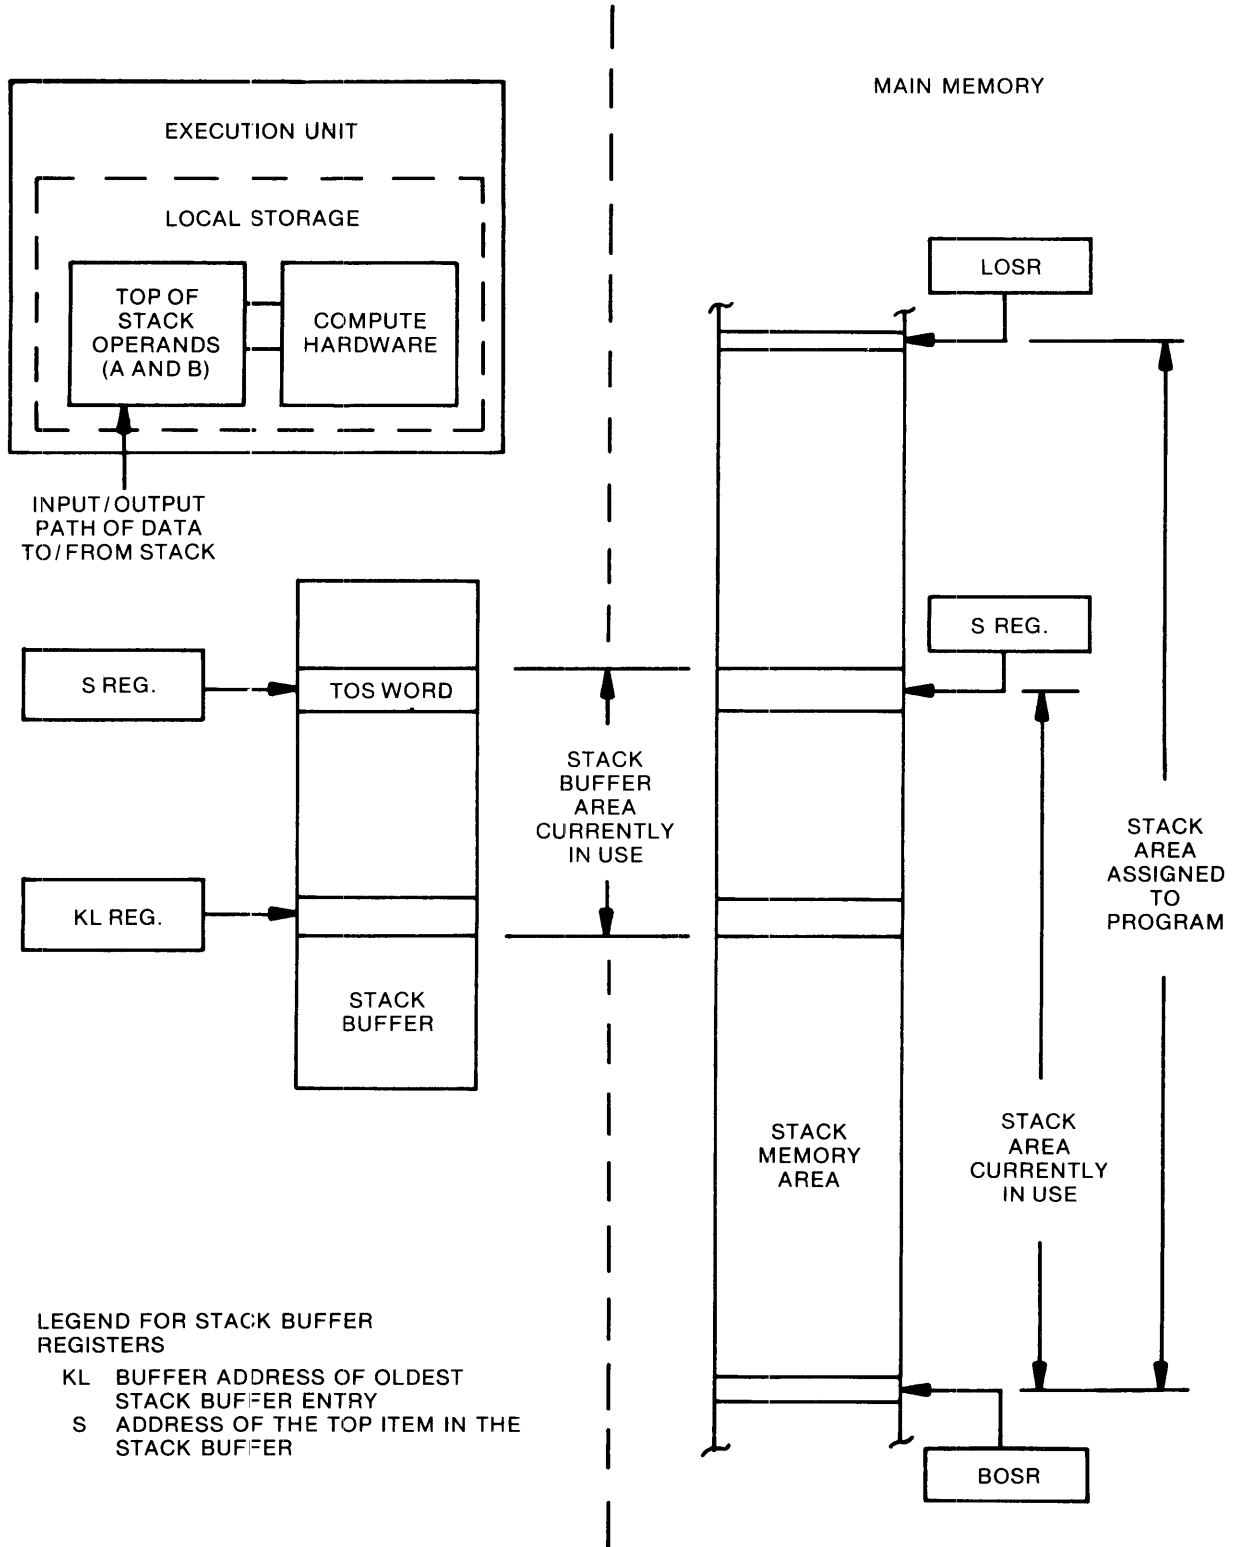 MAIN MEMORY
EXECUTION UNIT
LOCAL STORAGE
TOP OF
STACK
OPERANDS
(A AND B)
COMPUTE
HARDWARE
INPUT/OUTPUT
PATH OF DATA
TO/FROM STACK
LOSR
S REG.
S REG.
TOS WORD
STACK
BUFFER
AREA
CURRENTLY
IN USE
KL REG.
STACK
BUFFER
STACK
AREA
ASSIGNED
TO
PROGRAM
STACK
MEMORY
AREA
STACK
AREA
CURRENTLY
IN USE
LEGEND FOR STACK BUFFER
REGISTERS
KL BUFFER ADDRESS OF OLDEST
STACK BUFFER ENTRY
S ADDRESS OF THE TOP ITEM IN THE
STACK BUFFER
BOSR